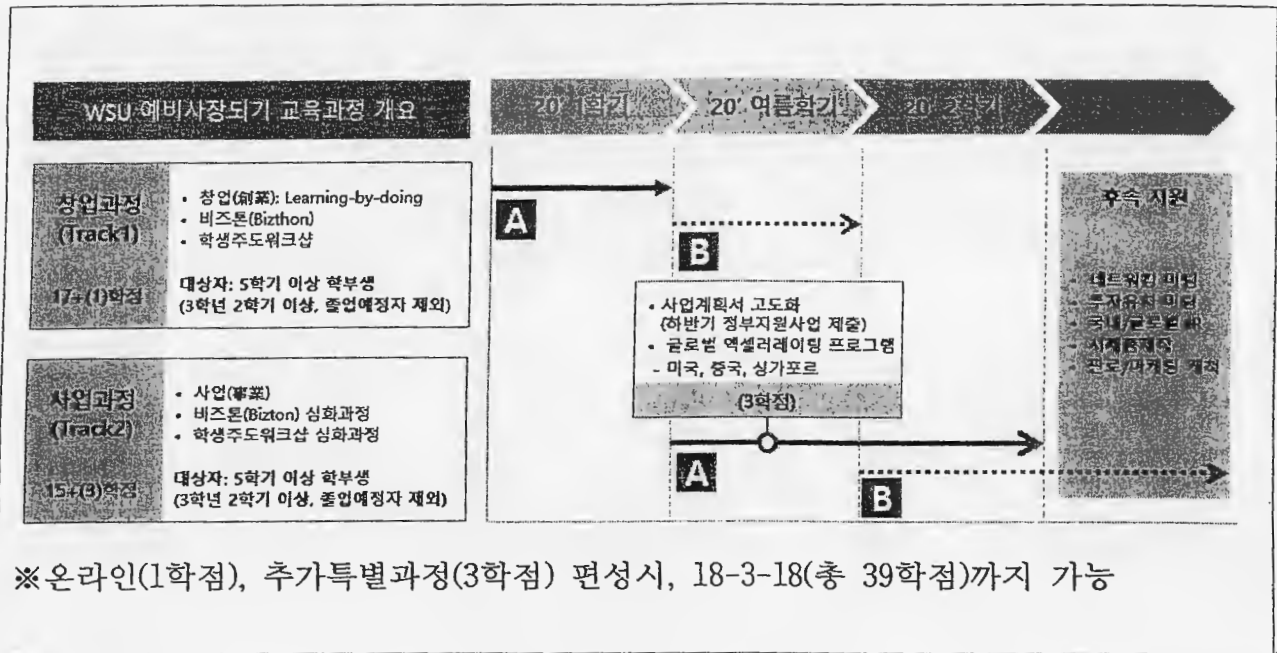 WSU 예비사장되기 교육과정 개요
20' 1학기
20' 여름학기
20' 2학기
창업과정
(Track1)
17+(1)학점
• 창업(創業): Learning-by-doing
• 비즈톤(Bizthon)
• 학생주도워크샵
대상자: 5학기 이상 학부생
(3학년 2학기 이상, 졸업예정자 제외)
A
B
• 사업계획서 고도화
(하반기 정부지원사업 제출)
• 글로벌 엑셀러레이팅 프로그램
- 미국, 중국, 싱가포르
(3학점)
사업과정
(Track2)
15+(3)학점
• 사업(事業)
• 비즈톤(Bizton) 심화과정
• 학생주도워크샵 심화과정
대상자: 5학기 이상 학부생
(3학년 2학기 이상, 졸업예정자 제외)
A
B
후속 지원
• 네트워킹 미팅
• 투자유치 미팅
• 국내/글로벌 IR
• 시제품제작
• 판로/마케팅 개척
※온라인(1학점), 추가특별과정(3학점) 편성시, 18-3-18(총 39학점)까지 가능